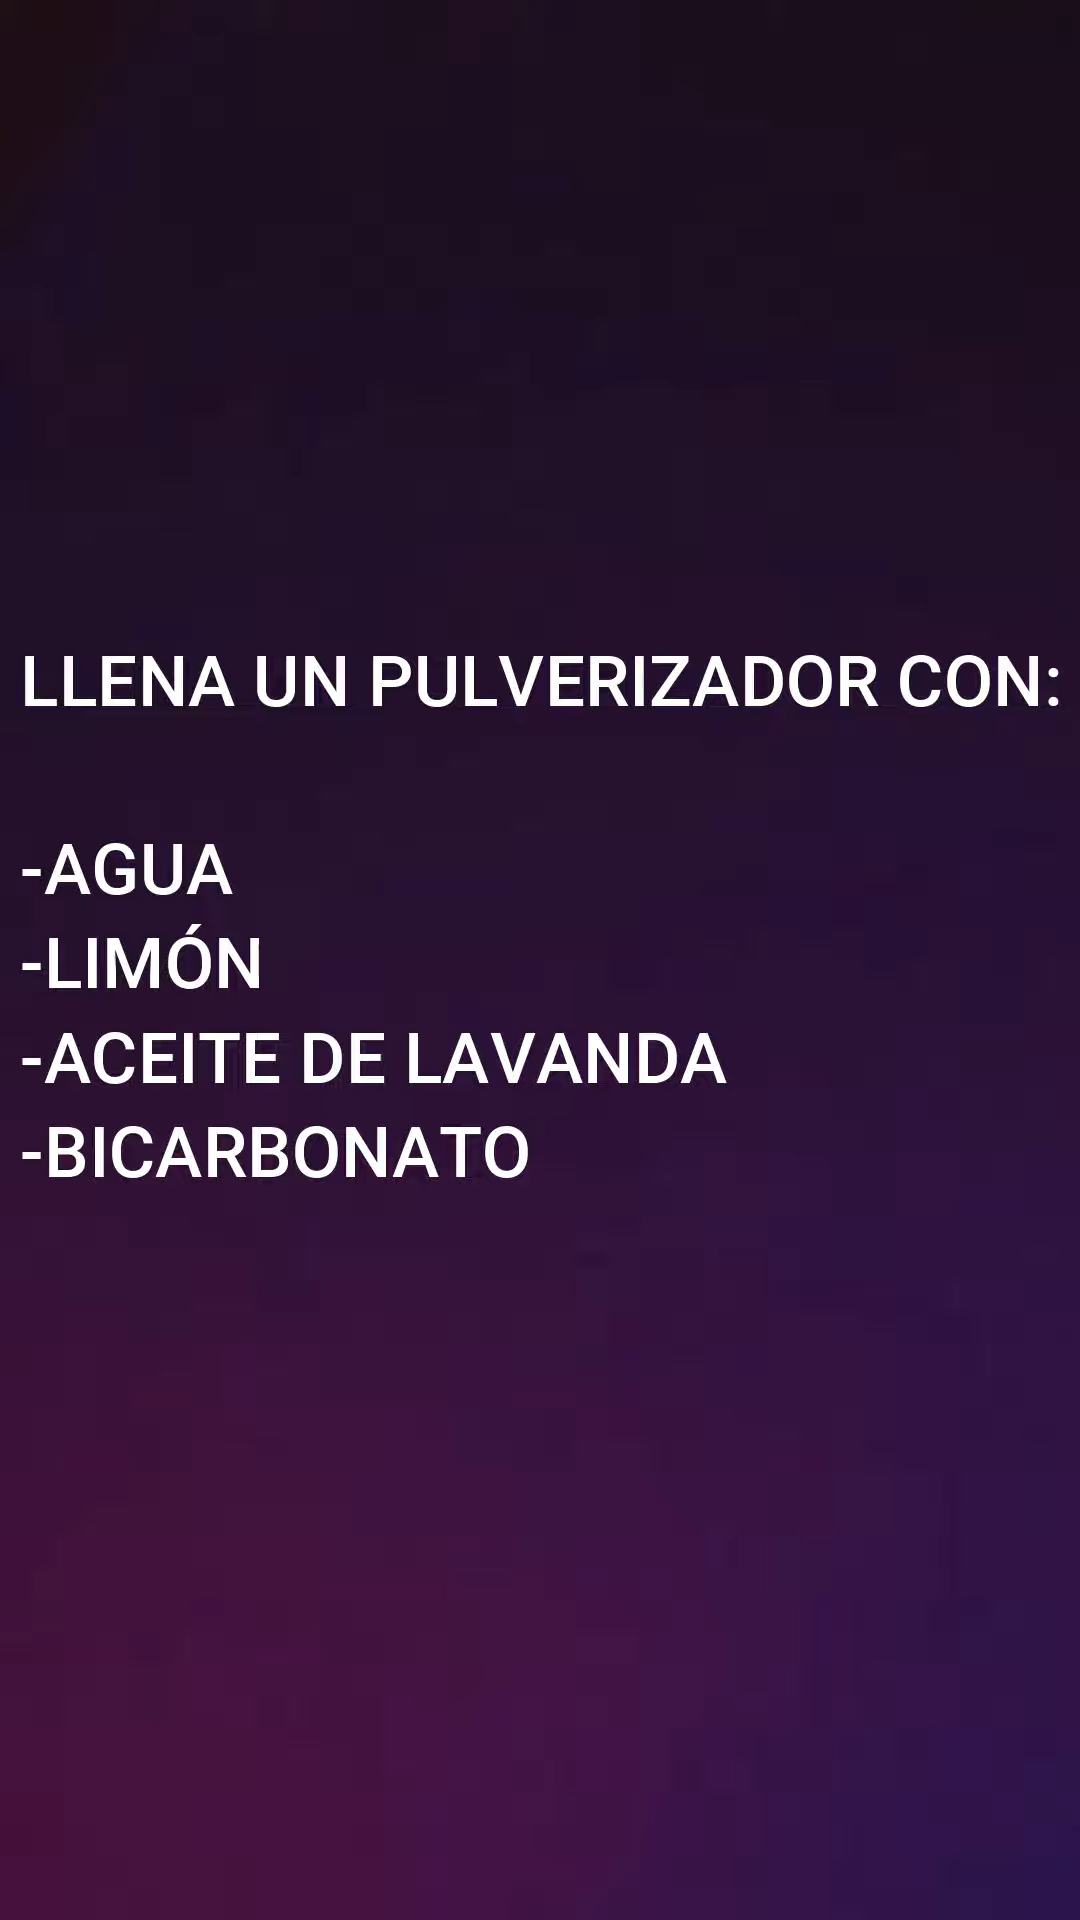 LLENA UN PULVERIZADOR CON:
-AGUA
-LIMÓN
-ACEITE DE LAVANDA
-BICARBONATO